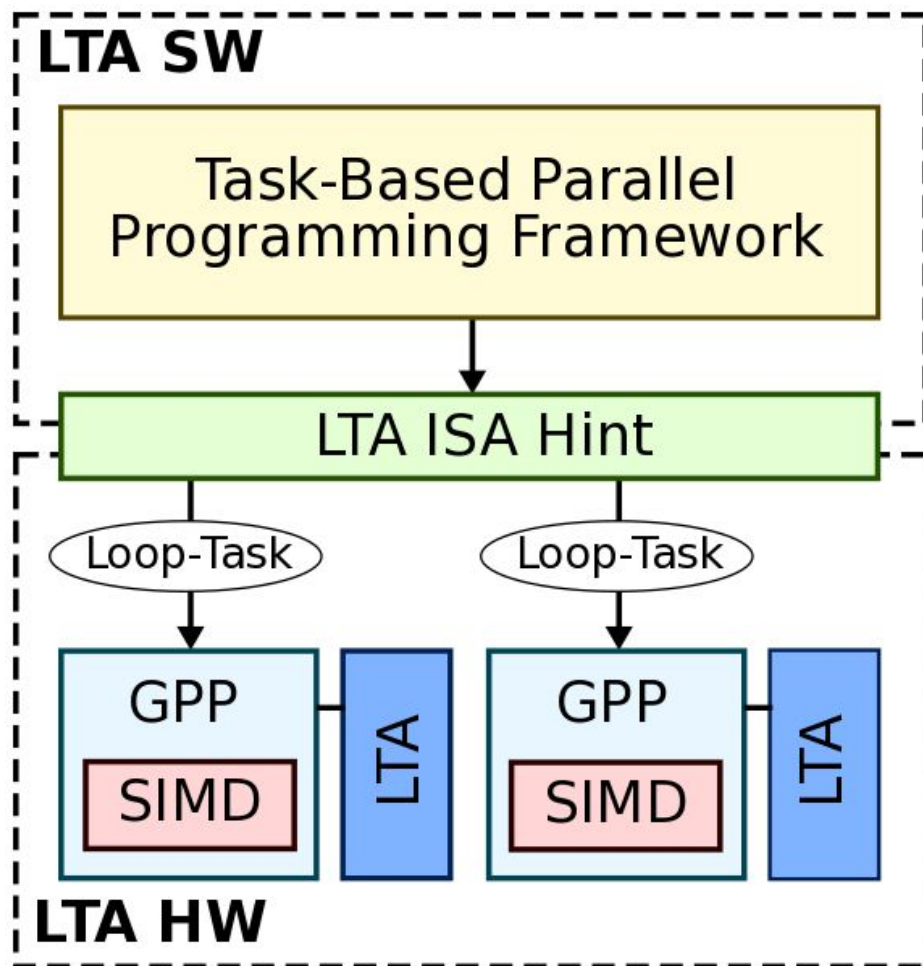 LTA SW
Task-Based Parallel
Programming Framework
LTA ISA Hint
Loop-Task
Loop-Task
GPP
SIMD
LTA
GPP
SIMD
LTA
LTA HW